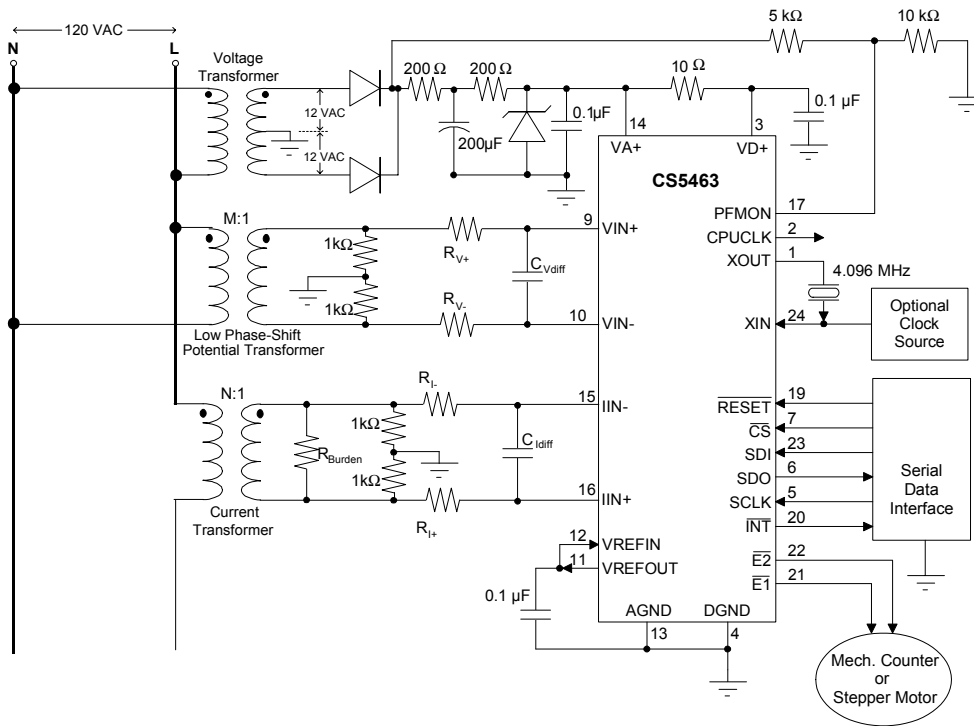 120 VAC
N
L
5 kΩ
10 kΩ
Voltage
Transformer
200 Ω
200 Ω
10 Ω
12 VAC
12 VAC
200µF
0.1µF
0.1 µF
14
3
VA+
VD+
CS5463
M:1
1kΩ
1kΩ
RV+
RV-
CVdiff
9
VIN+
10
VIN-
Low Phase-Shift
Potential Transformer
PFMON
17
CPUCLK
2
XOUT
1
4.096 MHz
XIN
24
Optional
Clock
Source
N:1
RBurden
1kΩ
1kΩ
RI-
RI+
CIdiff
15
IIN-
16
IIN+
Current
Transformer
RESET
19
CS
7
SDI
23
SDO
6
SCLK
5
INT
20
Serial
Data
Interface
12
VREFIN
11
VREFOUT
0.1 µF
E2
22
E1
21
AGND
DGND
13
4
Mech. Counter
or
Stepper Motor